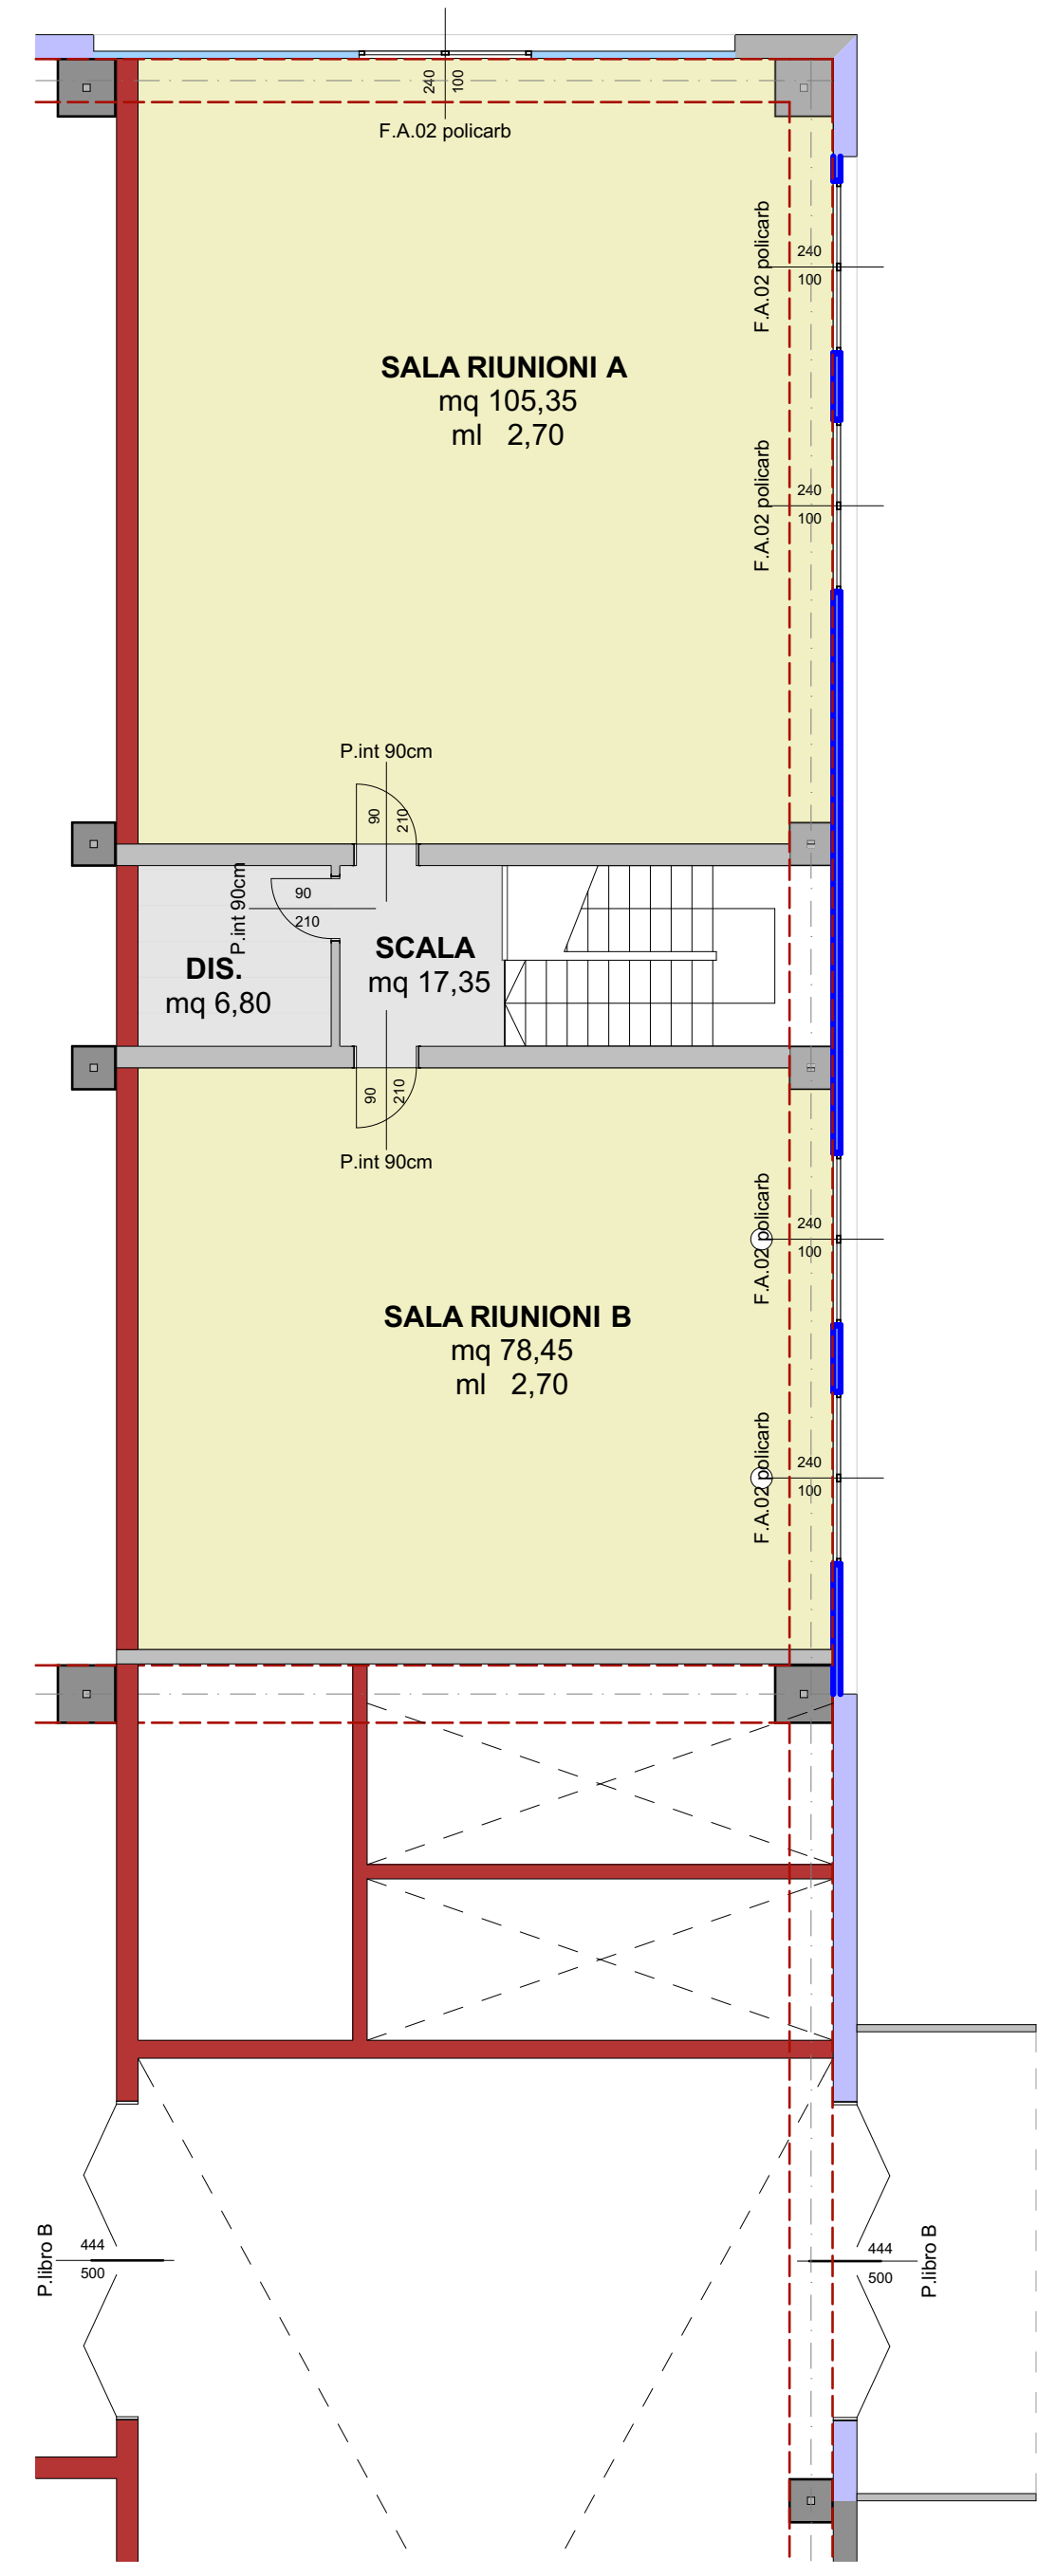 240
100
F.A.02 policarb
F.A.02 policarb
240
100
SALA RIUNIONI A
mq 105,35
ml 2,70
F.A.02 policarb
240
100
P.int 90cm
90
210
P.int 90cm
90
210
DIS.
mq 6,80
SCALA
mq 17,35
90
210
P.int 90cm
F.A.02 policarb
240
100
SALA RIUNIONI B
mq 78,45
ml 2,70
F.A.02 policarb
240
100
P.libro B
444
500
444
500
P.libro B